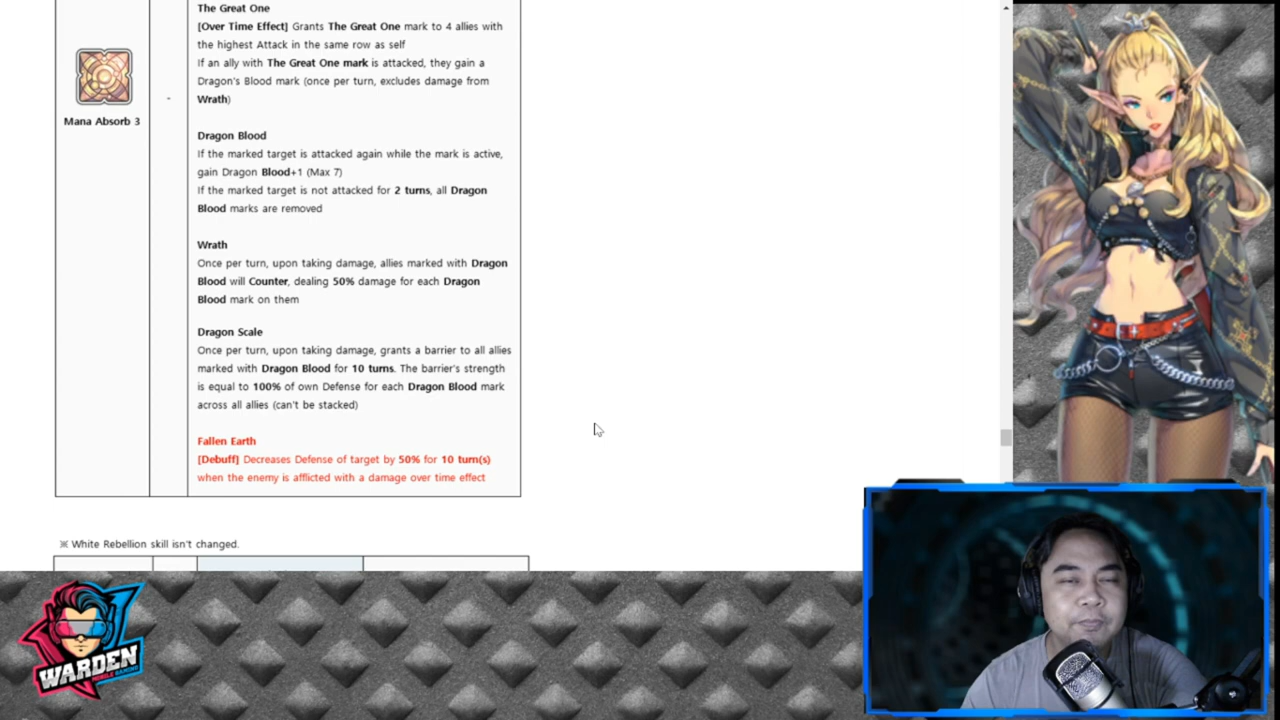 The Great One
[Over Time Effect] Grants The Great One mark to 4 allies with
the highest Attack in the same row as self
If an ally with The Great One mark is attacked, they gain a
Dragon's Blood mark (once per turn, excludes damage from
Wrath)
Mana Absorb 3
-
Dragon Blood
If the marked target is attacked again while the mark is active,
gain Dragon Blood+1 (Max 7)
If the marked target is not attacked for 2 turns, all Dragon
Blood marks are removed
Wrath
Once per turn, upon taking damage, allies marked with Dragon
Blood will Counter, dealing 50% damage for each Dragon
Blood mark on them
Dragon Scale
Once per turn, upon taking damage, grants a barrier to all allies
marked with Dragon Blood for 10 turns. The barrier's strength
is equal to 100% of own Defense for each Dragon Blood mark
across all allies (can't be stacked)
Fallen Earth
[Debuff] Decreases Defense of target by 50% for 10 turn(s)
when the enemy is afflicted with a damage over time effect
※ White Rebellion skill isn't changed.
WARDEN
MOBILE GAMING